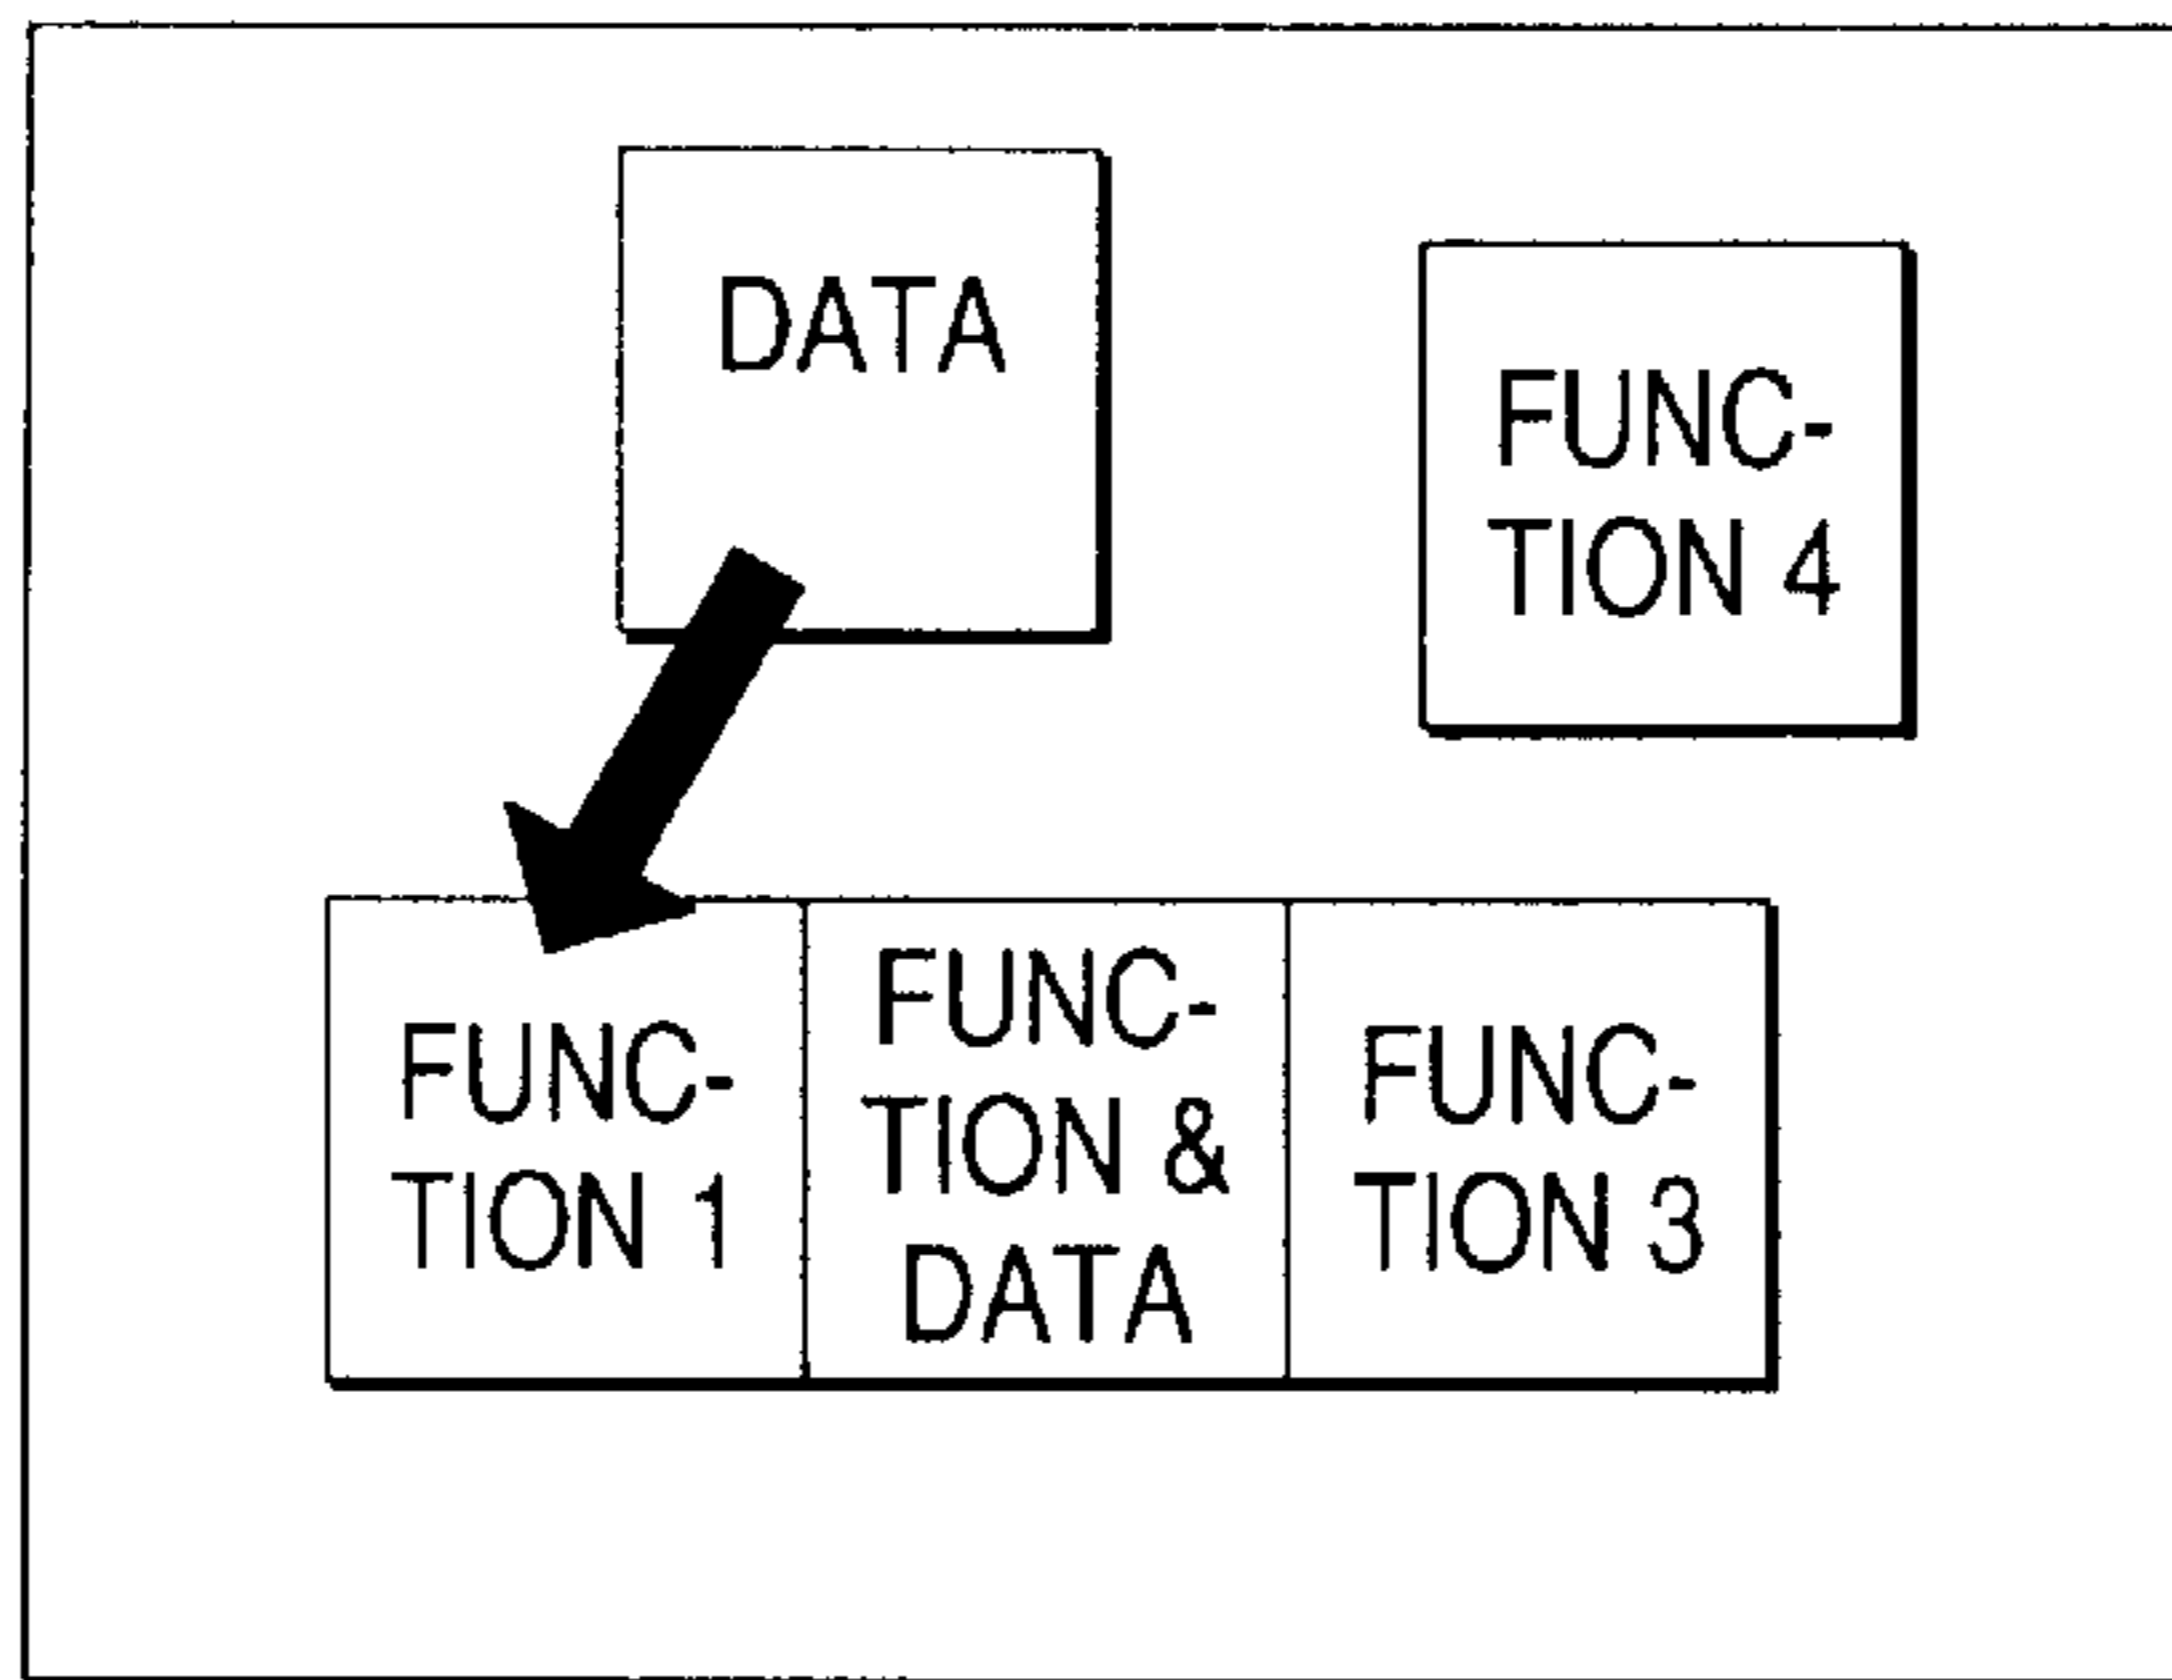 DATA
FUNC-
TION 4
FUNC-
TION 1
FUNC-
TION &
DATA
FUNC-
TION 3